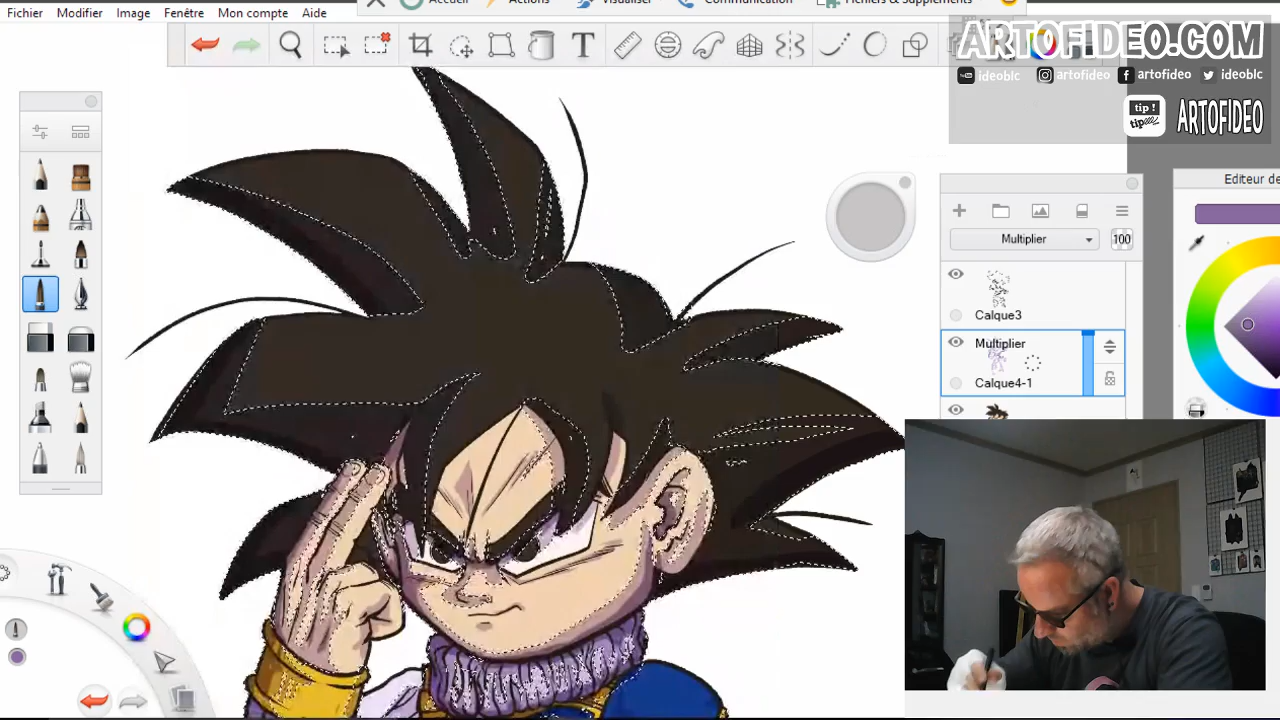 Accueil Actions Visualiser Communication Fichiers & Suppléments
Fichier Modifier Image Fenêtre Mon compte Aide
ARTOFIDEO.COM
ideoblc artofideo artofideo ideoblc
tip! tip! ARTOFIDEO
Editeur de
Multiplier 100
Calque3
Multiplier
Calque4-1